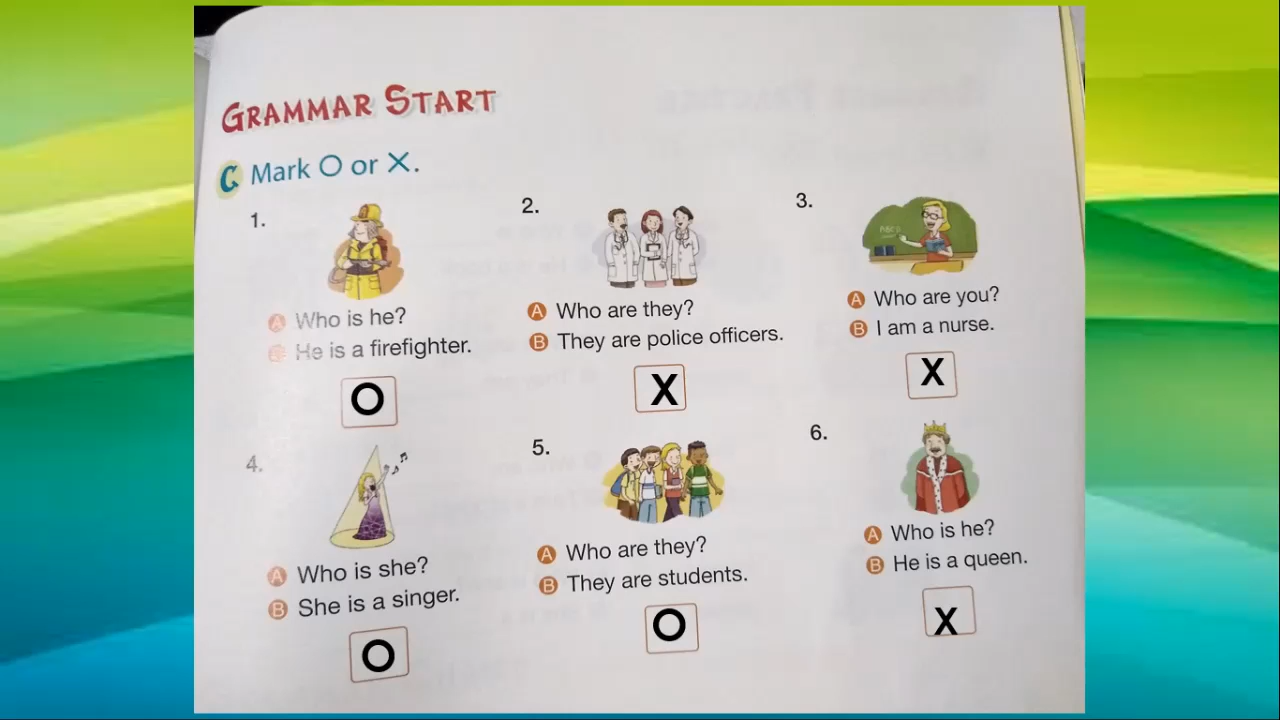 GRAMMAR START
C Mark O or X.
1.
A Who is he?
B He is a firefighter.
O
2.
A Who are they?
B They are police officers.
X
3.
ABCD
A Who are you?
B I am a nurse.
X
4.
A Who is she?
B She is a singer.
O
5.
A Who are they?
B They are students.
O
6.
A Who is he?
B He is a queen.
X